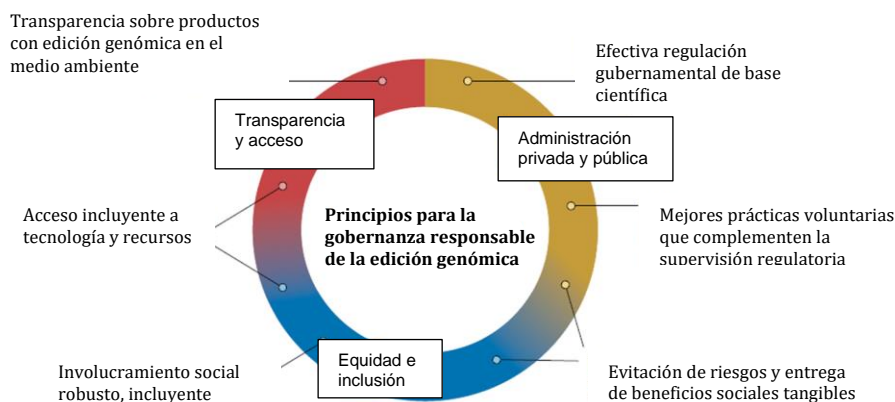 Transparencia sobre productos
con edición genómica en el
medio ambiente
Efectiva regulación
gubernamental de base
científica
Transparencia
y acceso
Administración
privada y pública
Acceso incluyente a
tecnología y recursos
Principios para la
gobernanza responsable
de la edición genómica
Mejores prácticas voluntarias
que complementen la
supervisión regulatoria
Involucramiento social
robusto, incluyente
Equidad e
inclusión
Evitación de riesgos y entrega
de beneficios sociales tangibles